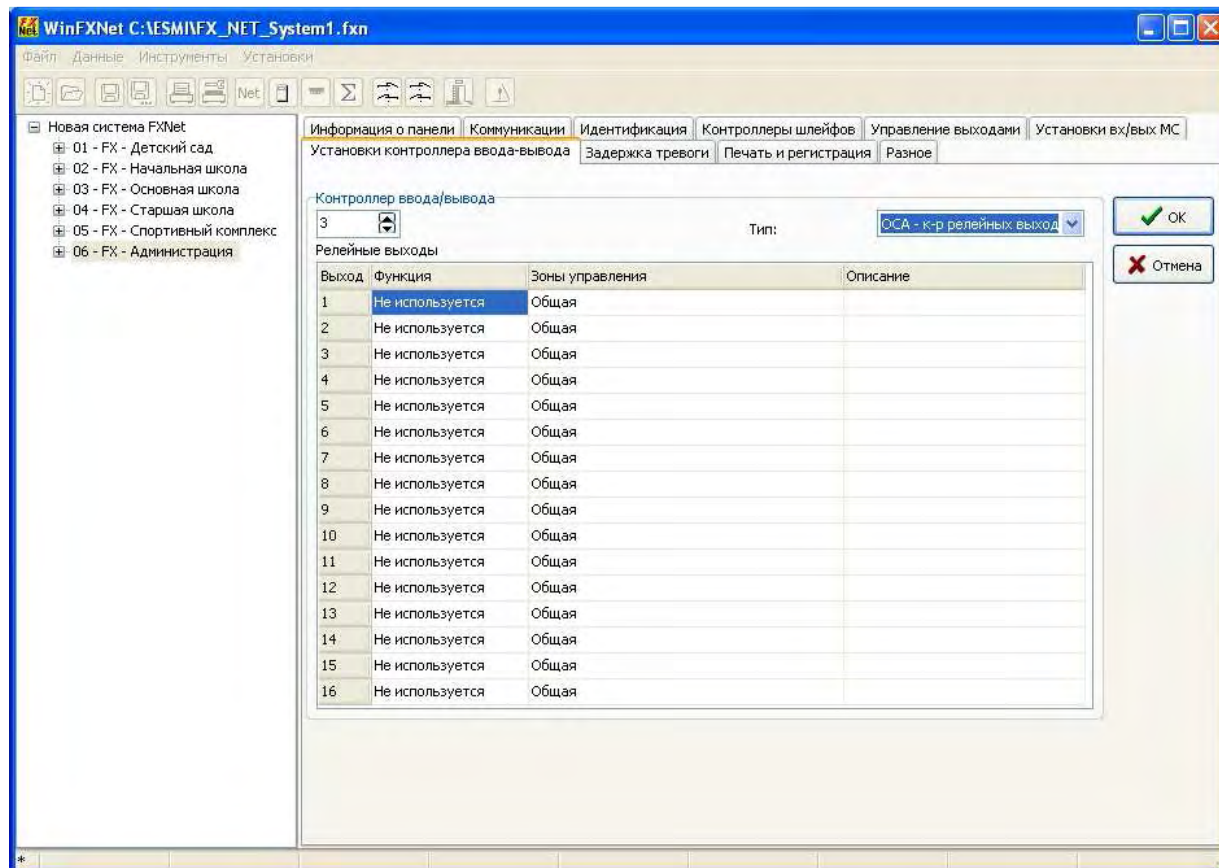 WinFXNet C:\ESMI\FX_NET_System1.fxn
Файл Данные Инструменты Установки
Net Σ
Новая система FXNet
01 - FX - Детский сад
02 - FX - Начальная школа
03 - FX - Основная школа
04 - FX - Старшая школа
05 - FX - Спортивный комплекс
06 - FX - Администрация
Информация о панели Коммуникации Идентификация Контроллеры шлейфов Управление выходами Установки вх/вых МС
Установки контроллера ввода-вывода Задержка тревоги Печать и регистрация Разное
Контроллер ввода/вывода
3 Тип: ОСА - к-р релейных выход
ОК
Отмена
Релейные выходы
Выход Функция Зоны управления Описание
1 Не используется Общая
2 Не используется Общая
3 Не используется Общая
4 Не используется Общая
5 Не используется Общая
6 Не используется Общая
7 Не используется Общая
8 Не используется Общая
9 Не используется Общая
10 Не используется Общая
11 Не используется Общая
12 Не используется Общая
13 Не используется Общая
14 Не используется Общая
15 Не используется Общая
16 Не используется Общая
*